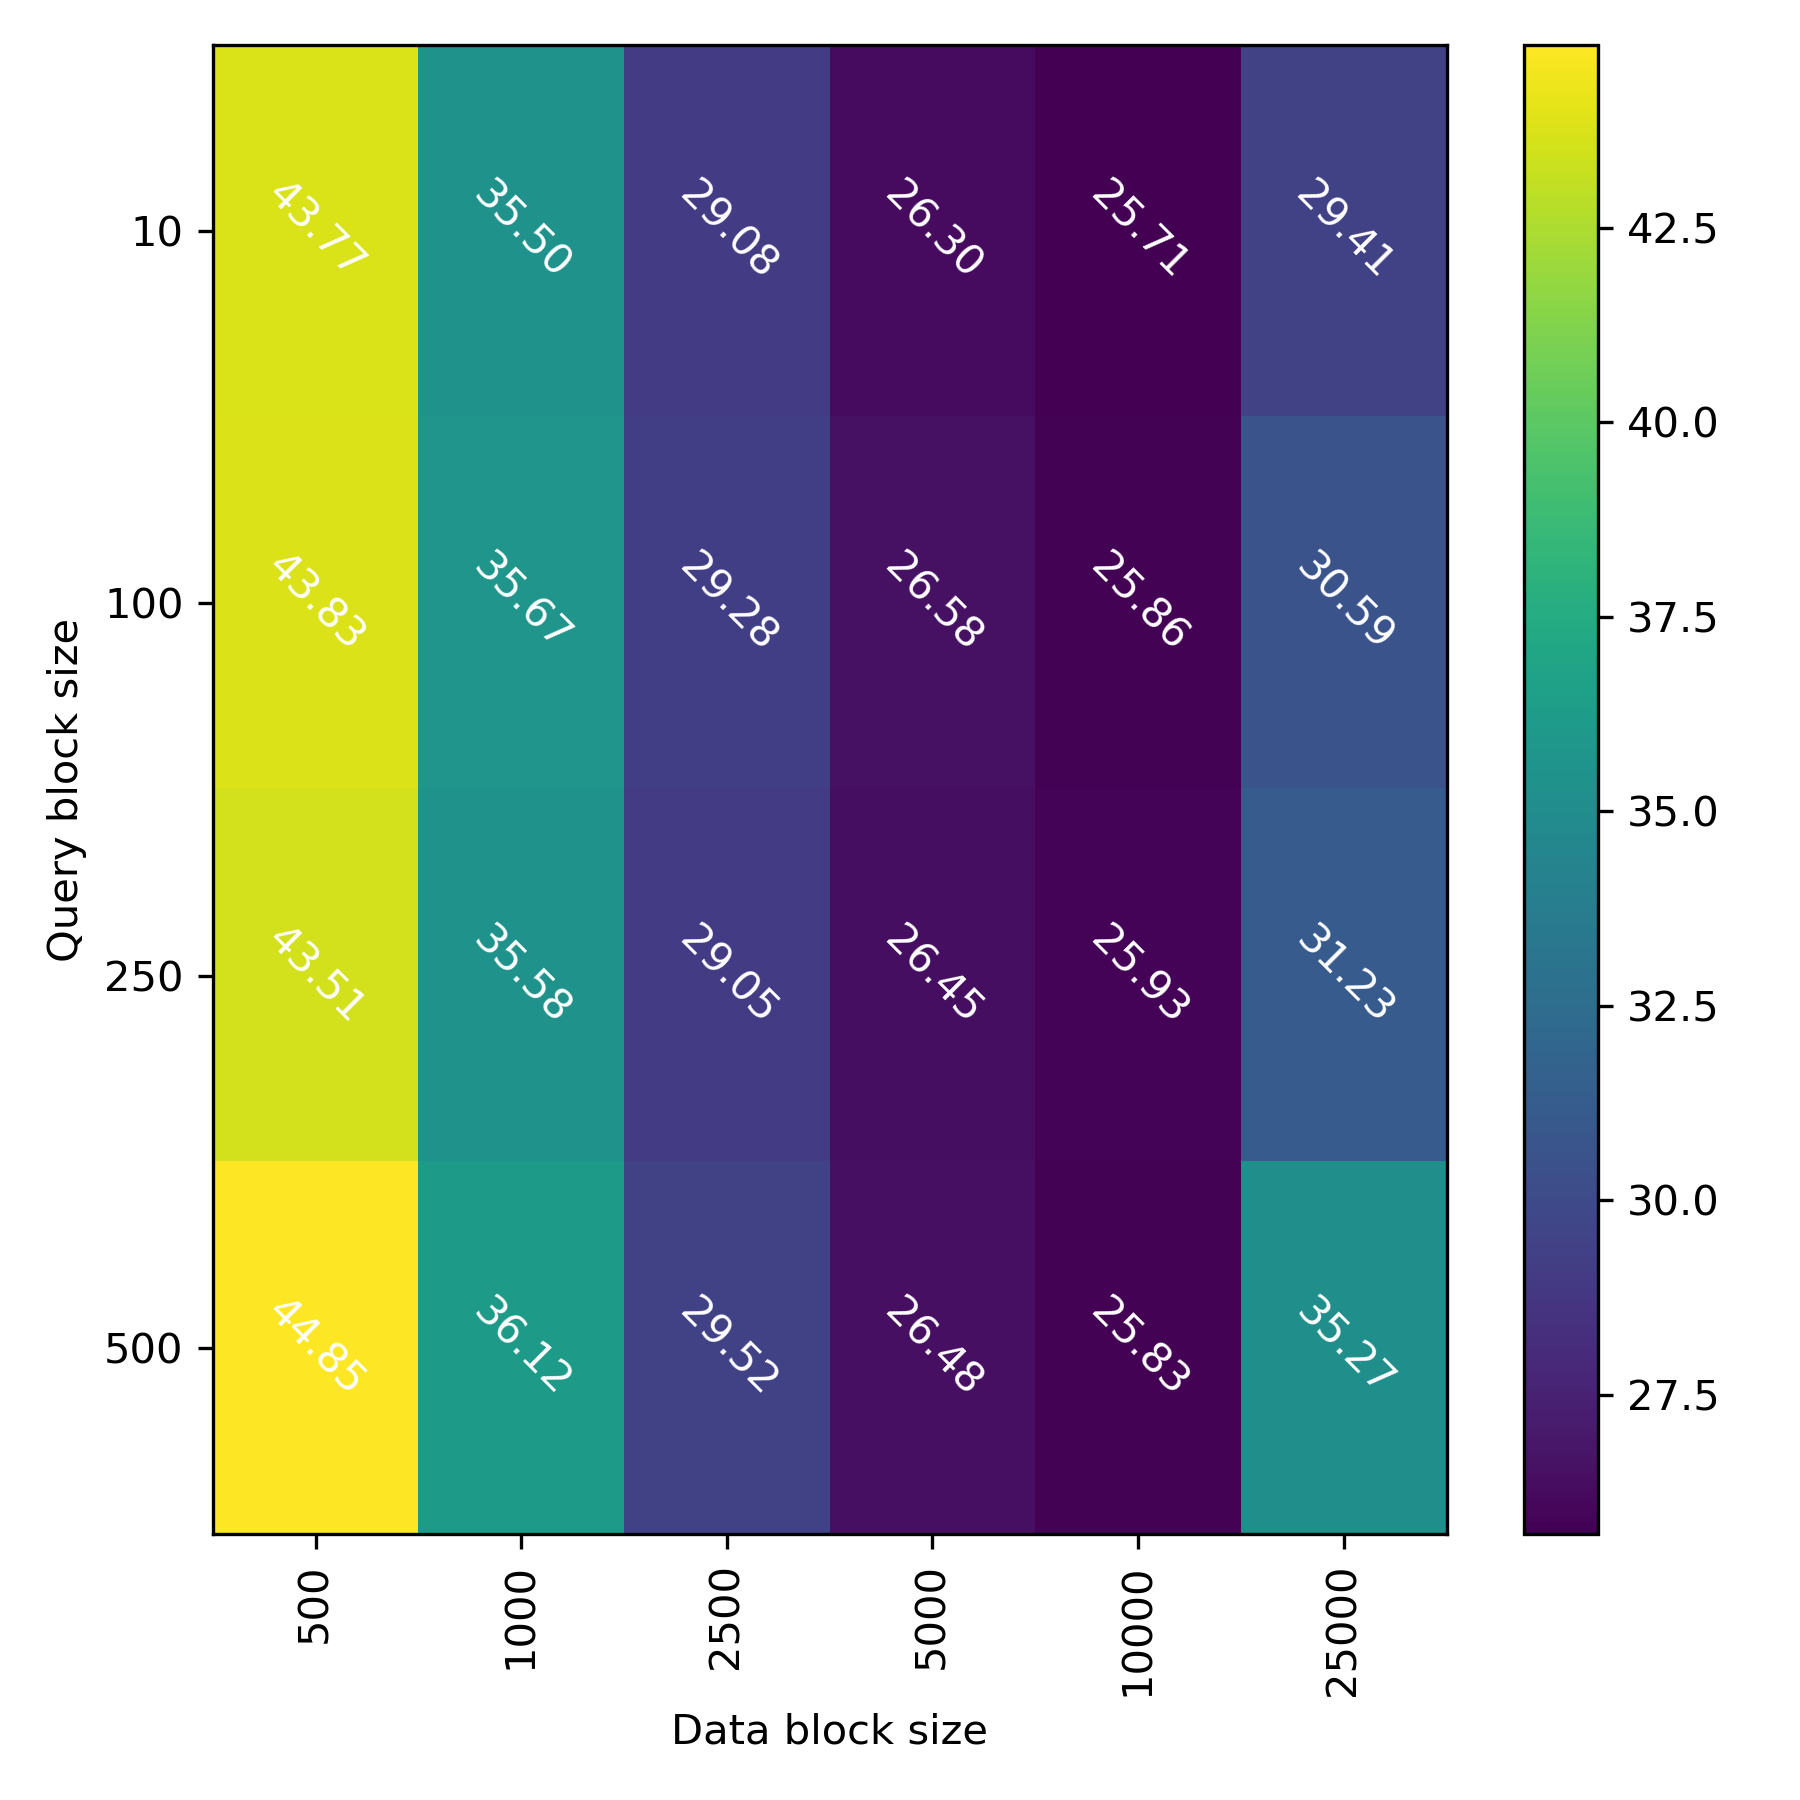 10 43.77 35.50 29.08 26.30 25.71 29.41
100 43.83 35.67 29.28 26.58 25.86 30.59
250 43.51 35.58 29.05 26.45 25.93 31.23
500 44.85 36.12 29.52 26.48 25.83 35.27
500 1000 2500 5000 10000 25000
Data block size
Query block size
42.5
40.0
37.5
35.0
32.5
30.0
27.5